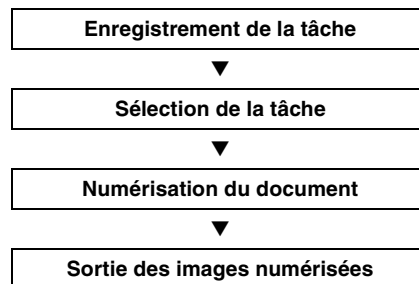 Enregistrement de la tâche
Sélection de la tâche
Numérisation du document
Sortie des images numérisées